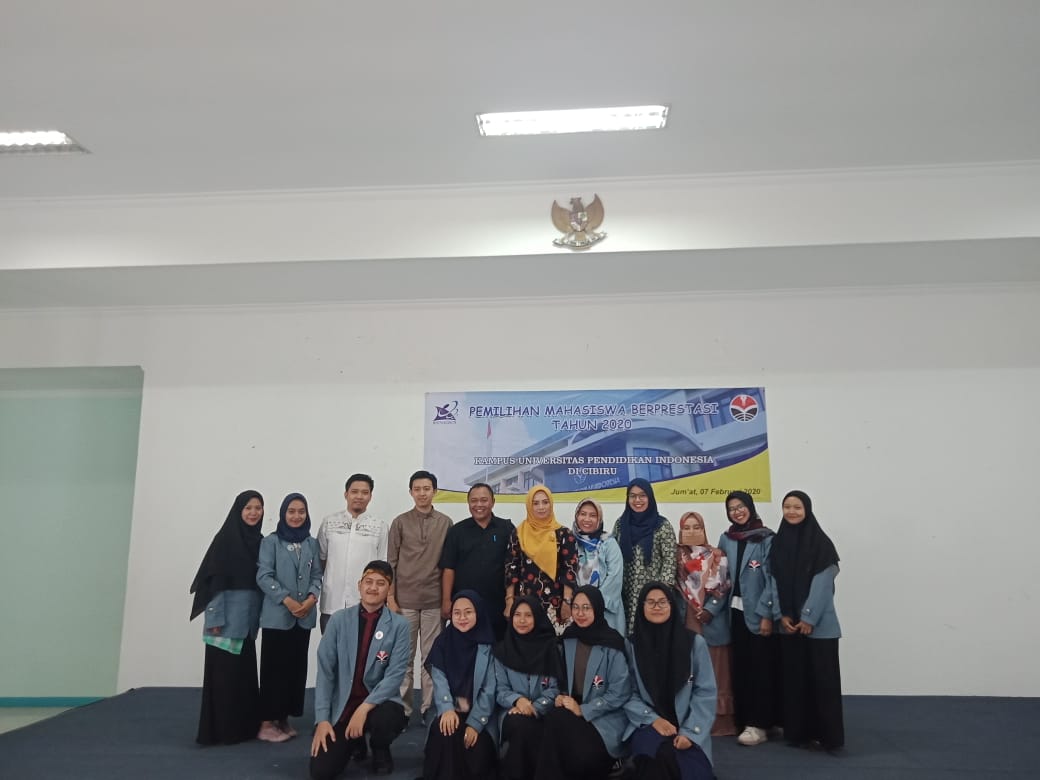 PEMILIHAN MAHASISWA BERPRESTASI
TAHUN 2020
KAMPUS UNIVERSITAS PENDIDIKAN INDONESIA
DI CIBIRU
Jum'at, 07 Februari 2020